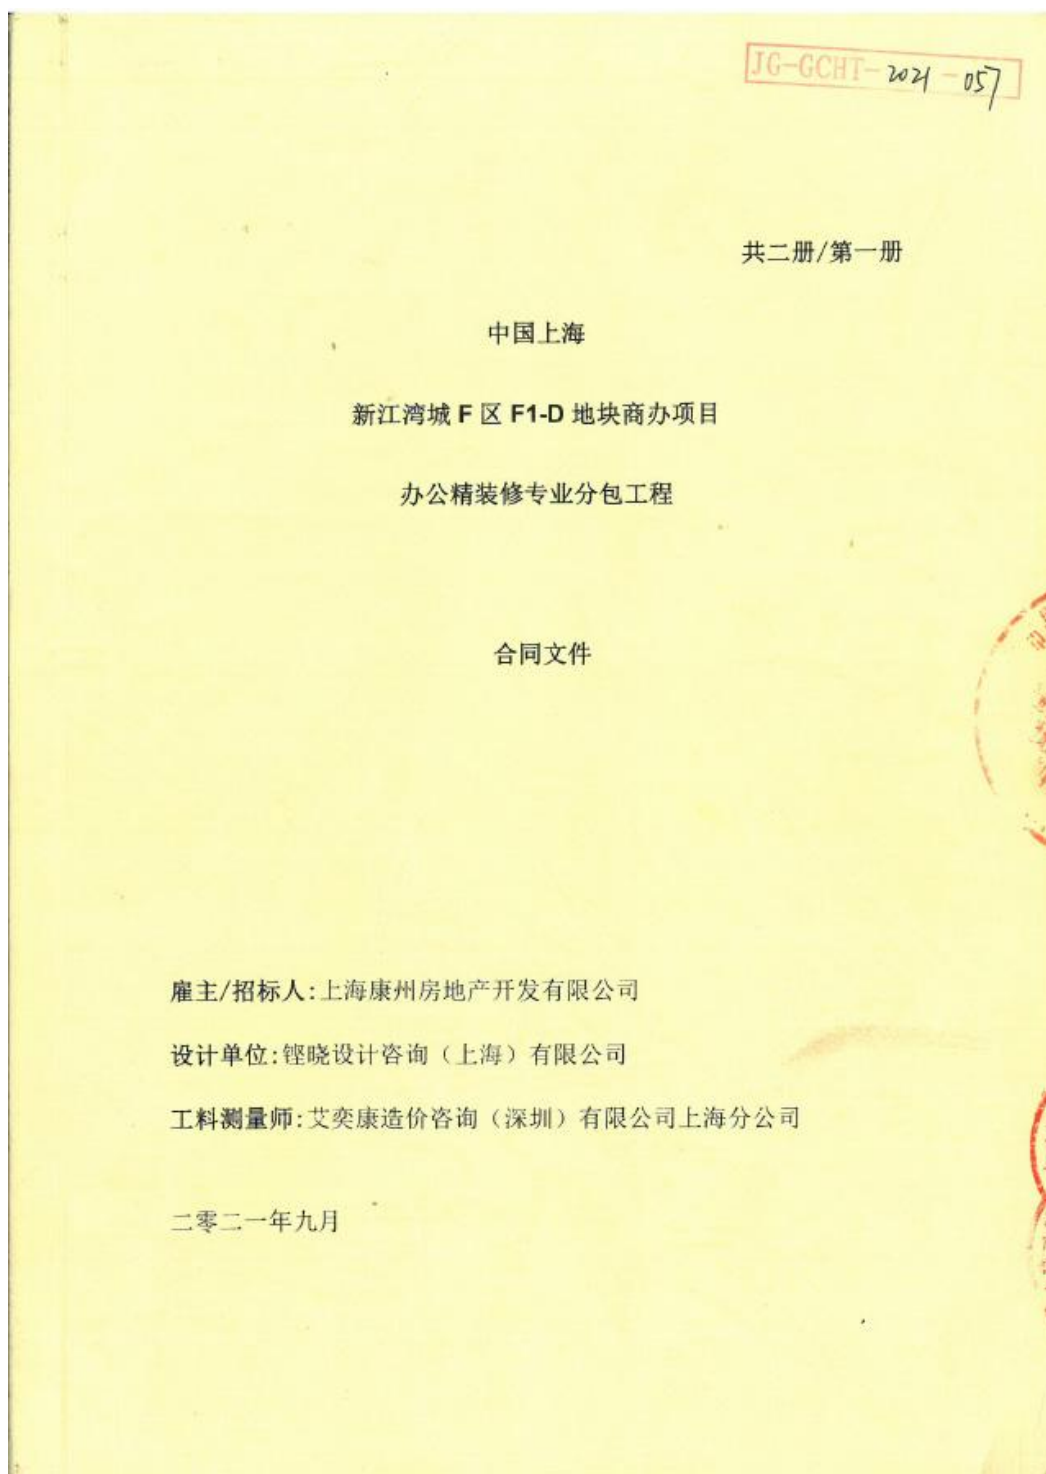 JG-GCHT-2021-057
共二册/第一册
中国上海
新江湾城 F 区 F1-D 地块商办项目
办公精装修专业分包工程
合同文件
雇主/招标人:上海康州房地产开发有限公司
设计单位:铿晓设计咨询（上海）有限公司
工料测量师:艾奕康造价咨询（深圳）有限公司上海分公司
二零二一年九月